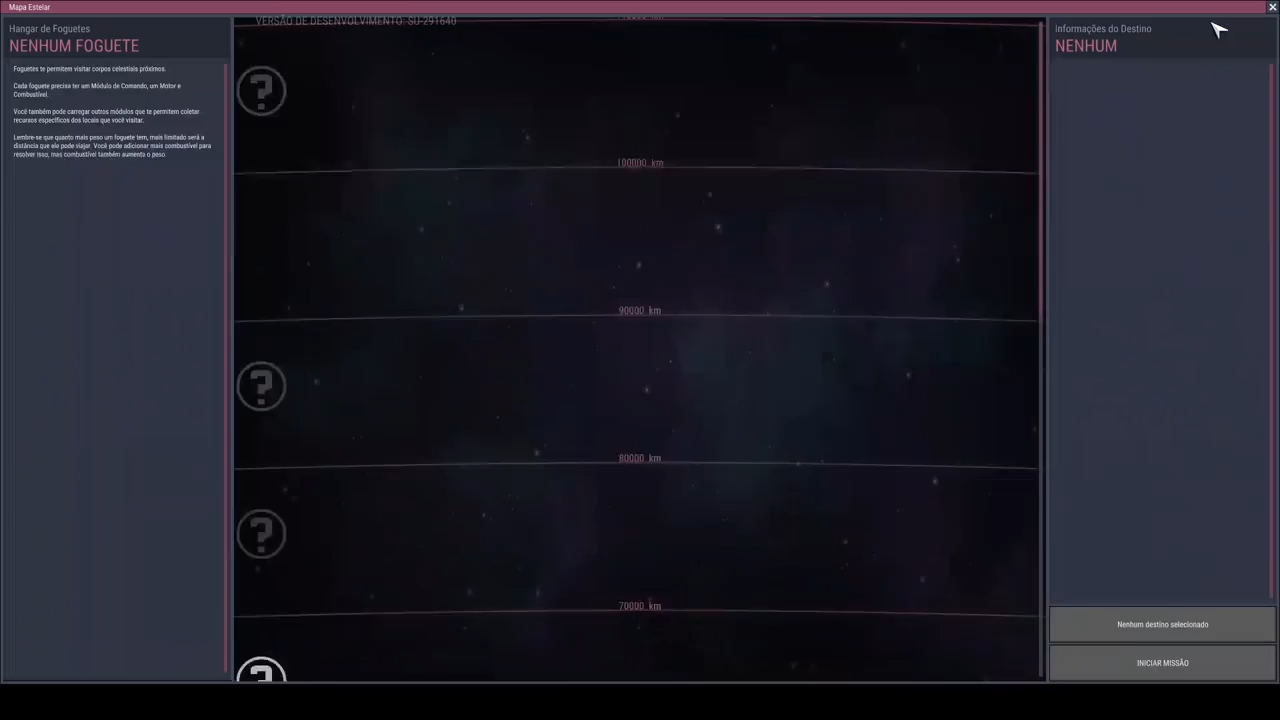 Mapa Estelar
Hangar de Foguetes
NENHUM FOGUETE
Foguetes te permitem visitar corpos celestiais próximos.
Cada foguete precisa ter um Módulo de Comando, um Motor e
Combustível.
Você também pode carregar outros módulos que te permitem coletar
recursos específicos dos locais que você visitar.
Lembre-se que quanto mais peso um foguete tem, mais limitado será a
distância que ele pode viajar. Você pode adicionar mais combustível para
resolver isso, mas combustível também aumenta o peso.
VERSÃO DE DESENVOLVIMENTO: SU-291640
?
100000 km
90000 km
?
80000 km
?
70000 km
?
Informações do Destino
NENHUM
Nenhum destino selecionado
INICIAR MISSÃO